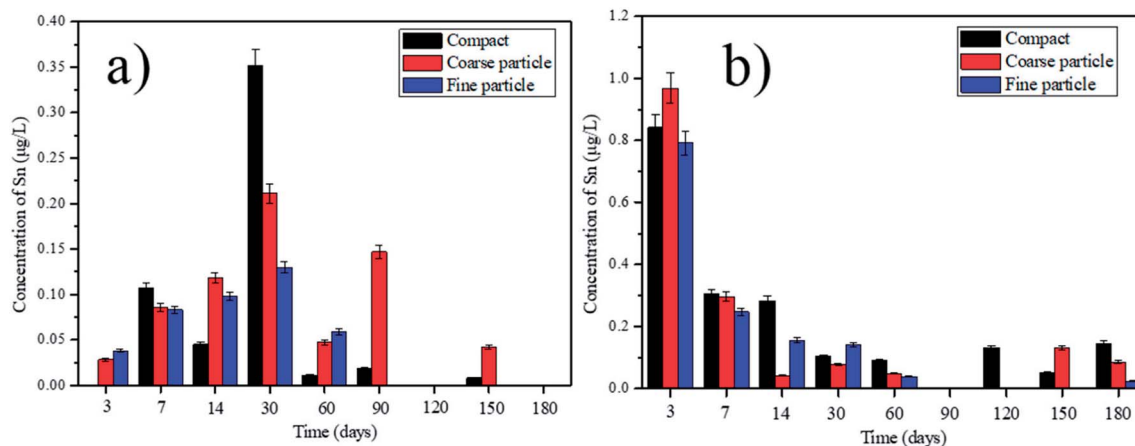 a)
Compact
Coarse particle
Fine particle
Concentration of Sn (µg/L)
0.40
0.35
0.30
0.25
0.20
0.15
0.10
0.05
0.00
3 7 14 30 60 90 120 150 180
Time (days)
b)
Compact
Coarse particle
Fine particle
Concentration of Sn (µg/L)
1.2
1.0
0.8
0.6
0.4
0.2
0.0
3 7 14 30 60 90 120 150 180
Time (days)